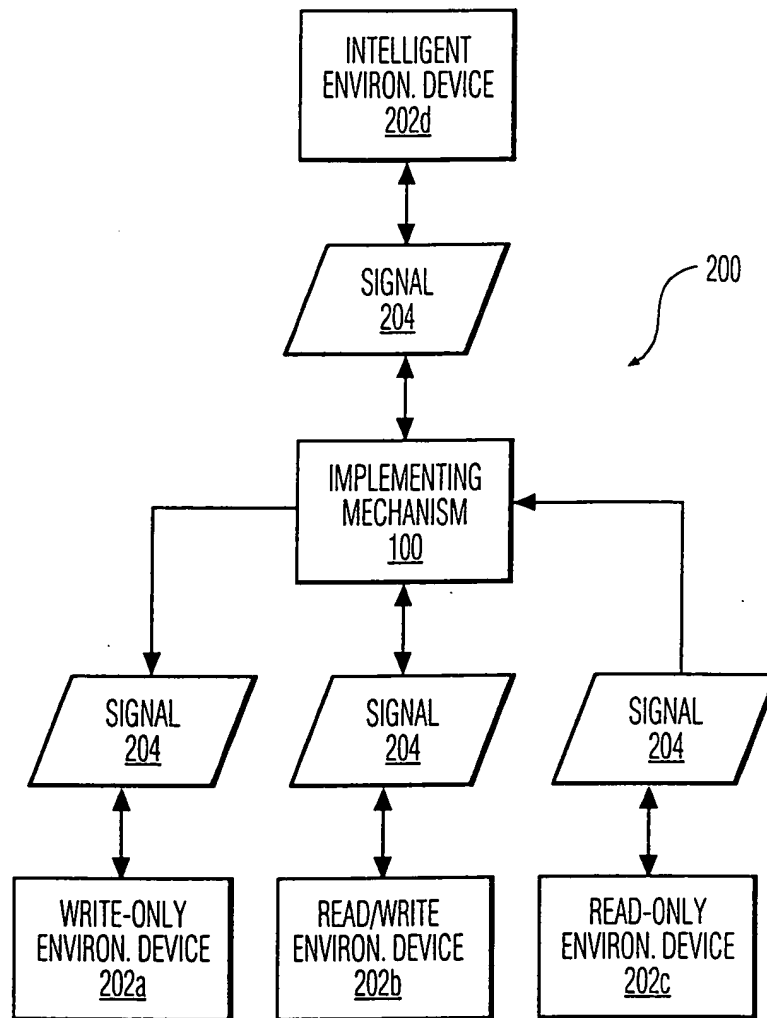 INTELLIGENT
ENVIRON. DEVICE
202d
SIGNAL
204
200
IMPLEMENTING
MECHANISM
100
SIGNAL
204
SIGNAL
204
SIGNAL
204
WRITE-ONLY
ENVIRON. DEVICE
202a
READ/WRITE
ENVIRON. DEVICE
202b
READ-ONLY
ENVIRON. DEVICE
202c